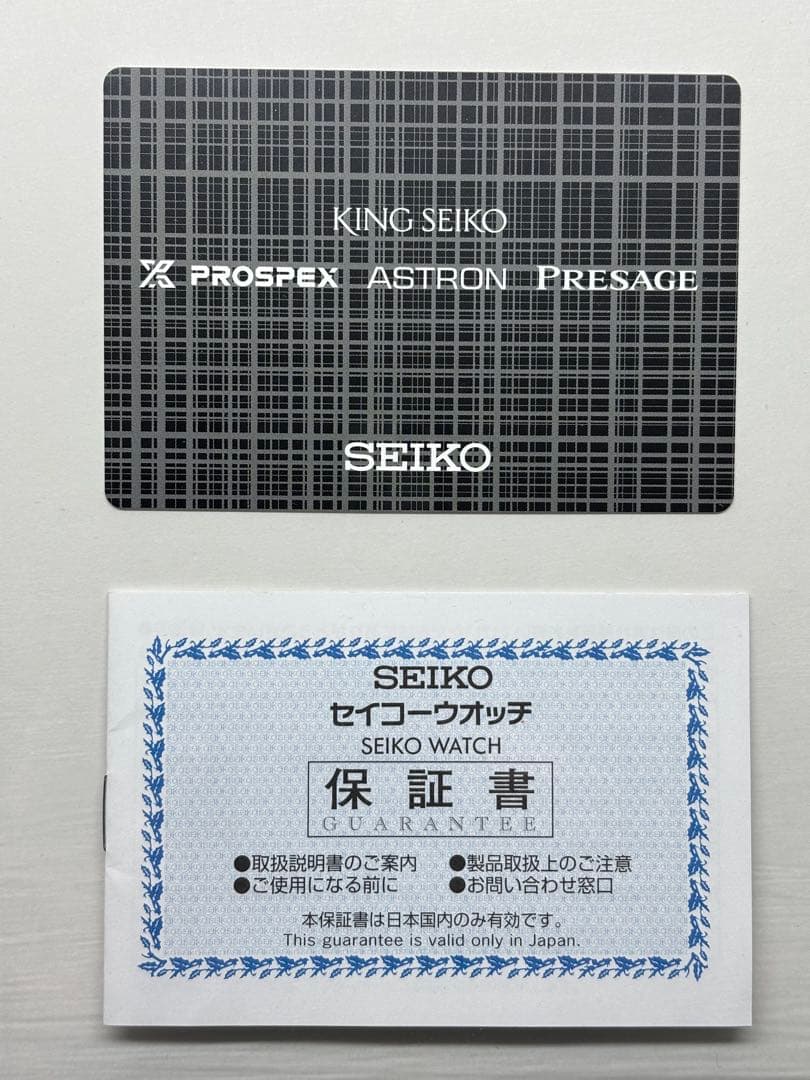 KING SEIKO
PROSPEX ASTRON PRESAGE
SEIKO
SEIKO
セイコーウオッチ
SEIKO WATCH
保証書
GUARANTEE
●取扱説明書のご案内 ●製品取扱上のご注意
●ご使用になる前に ●お問い合わせ窓口
本保証書は日本国内のみ有効です。
This guarantee is valid only in Japan.